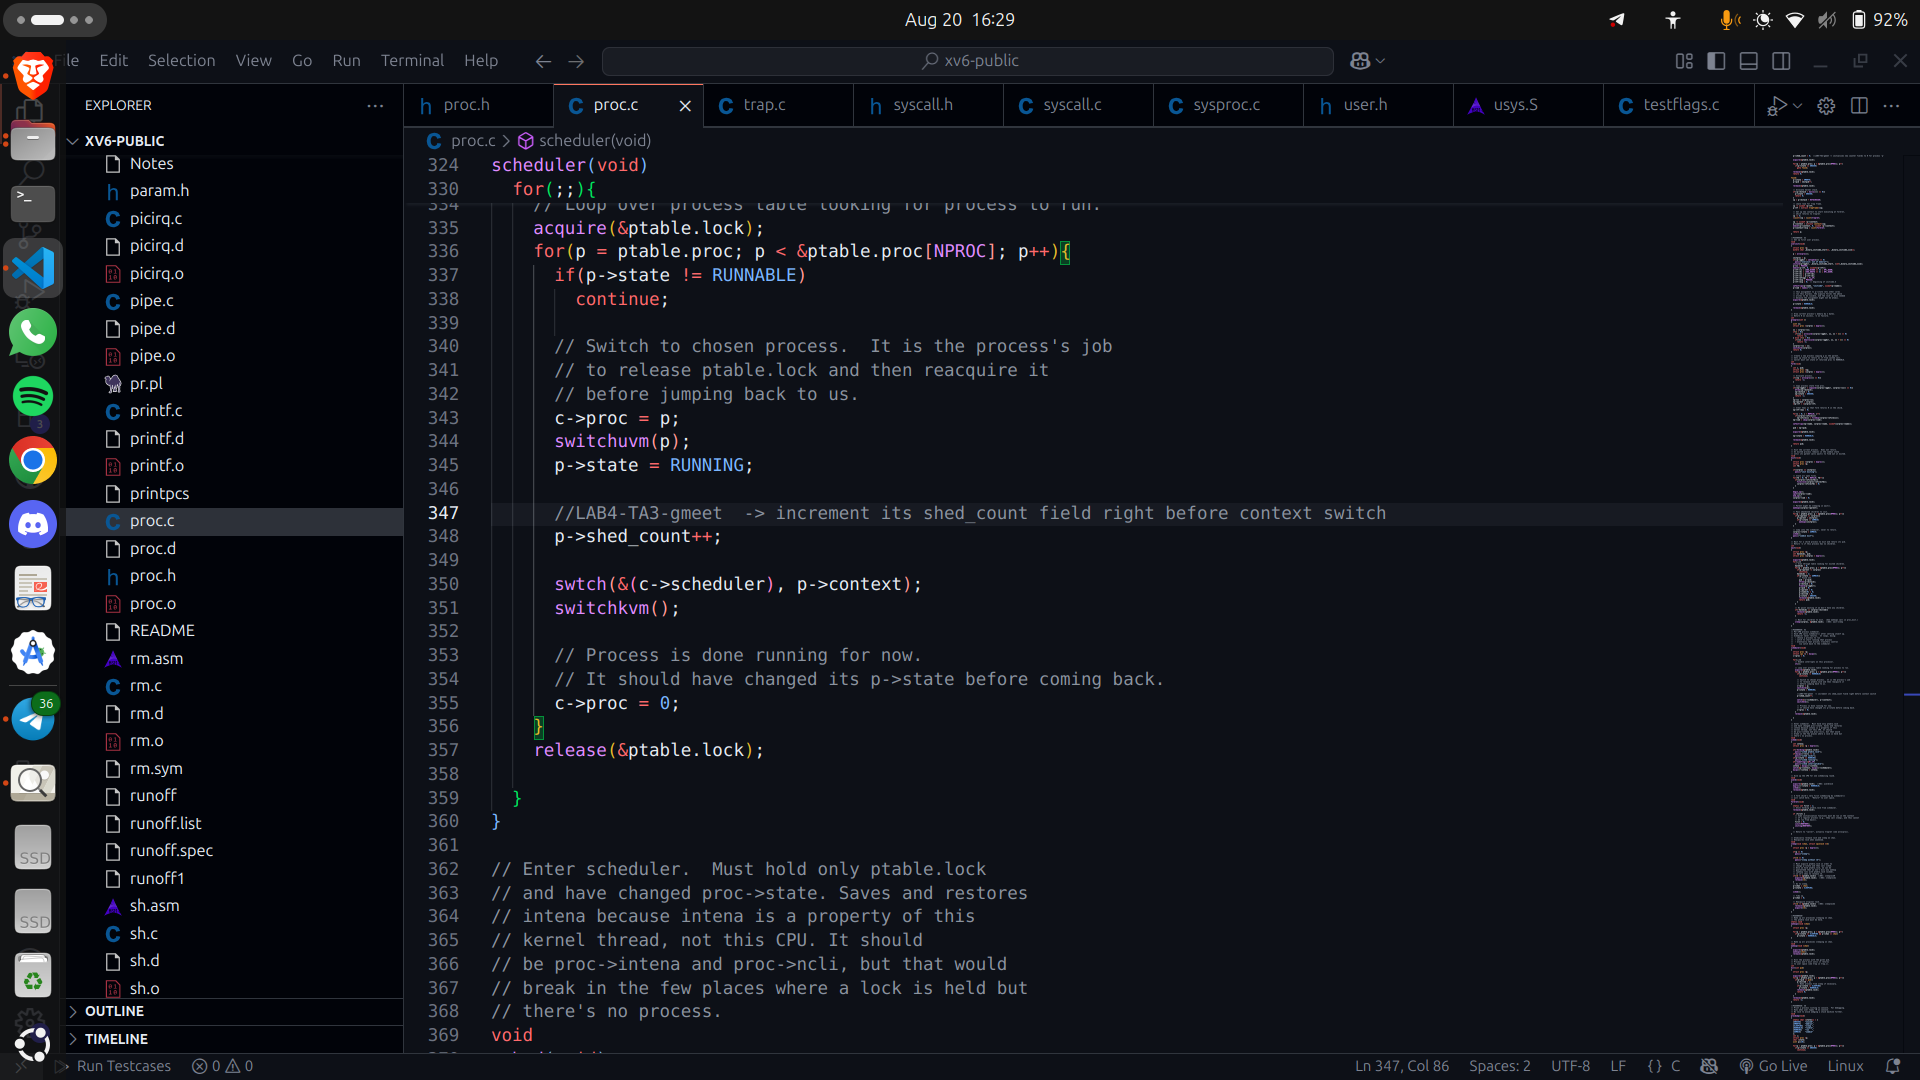 Aug 20 16:29
92%
File Edit Selection View Go Run Terminal Help
xv6-public
EXPLORER
proc.h
proc.c
trap.c
syscall.h
syscall.c
sysproc.c
user.h
usys.S
testflags.c
XV6-PUBLIC
Notes
param.h
picirq.c
picirq.d
picirq.o
pipe.c
pipe.d
pipe.o
pr.pl
printf.c
printf.d
printf.o
printpcs
proc.c
proc.d
proc.h
proc.o
README
rm.asm
rm.c
rm.d
rm.o
rm.sym
runoff
runoff.list
runoff.spec
runoff1
sh.asm
sh.c
sh.d
sh.o
OUTLINE
TIMELINE
3
36
SSD
SSD
proc.c > scheduler(void)
324 scheduler(void)
330 for(;;){
334 // Loop over process table looking for process to run.
335 acquire(&ptable.lock);
336 for(p = ptable.proc; p < &ptable.proc[NPROC]; p++){
337 if(p->state != RUNNABLE)
338 continue;
339
340 // Switch to chosen process.  It is the process's job
341 // to release ptable.lock and then reacquire it
342 // before jumping back to us.
343 c->proc = p;
344 switchuvm(p);
345 p->state = RUNNING;
346
347 //LAB4-TA3-gmeet  -> increment its shed_count field right before context switch
348 p->shed_count++;
349
350 swtch(&(c->scheduler), p->context);
351 switchkvm();
352
353 // Process is done running for now.
354 // It should have changed its p->state before coming back.
355 c->proc = 0;
356 }
357 release(&ptable.lock);
358
359 }
360 }
361
362 // Enter scheduler.  Must hold only ptable.lock
363 // and have changed proc->state. Saves and restores
364 // intena because intena is a property of this
365 // kernel thread, not this CPU. It should
366 // be proc->intena and proc->ncli, but that would
367 // break in the few places where a lock is held but
368 // there's no process.
369 void
Run Testcases 0 0
Ln 347, Col 86 Spaces: 2 UTF-8 LF {} C Go Live Linux